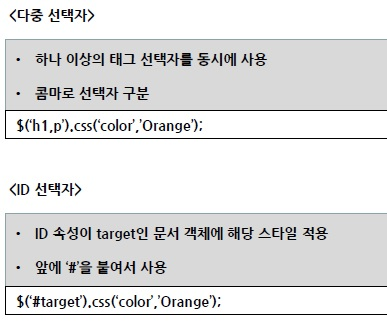 <다중 선택자>
• 하나 이상의 태그 선택자를 동시에 사용
• 콤마로 선택자 구분
$(‘h1,p’).css(‘color’,’Orange’);
<ID 선택자>
• ID 속성이 target인 문서 객체에 해당 스타일 적용
• 앞에 ‘#’을 붙여서 사용
$(‘#target’).css(‘color’,’Orange’);